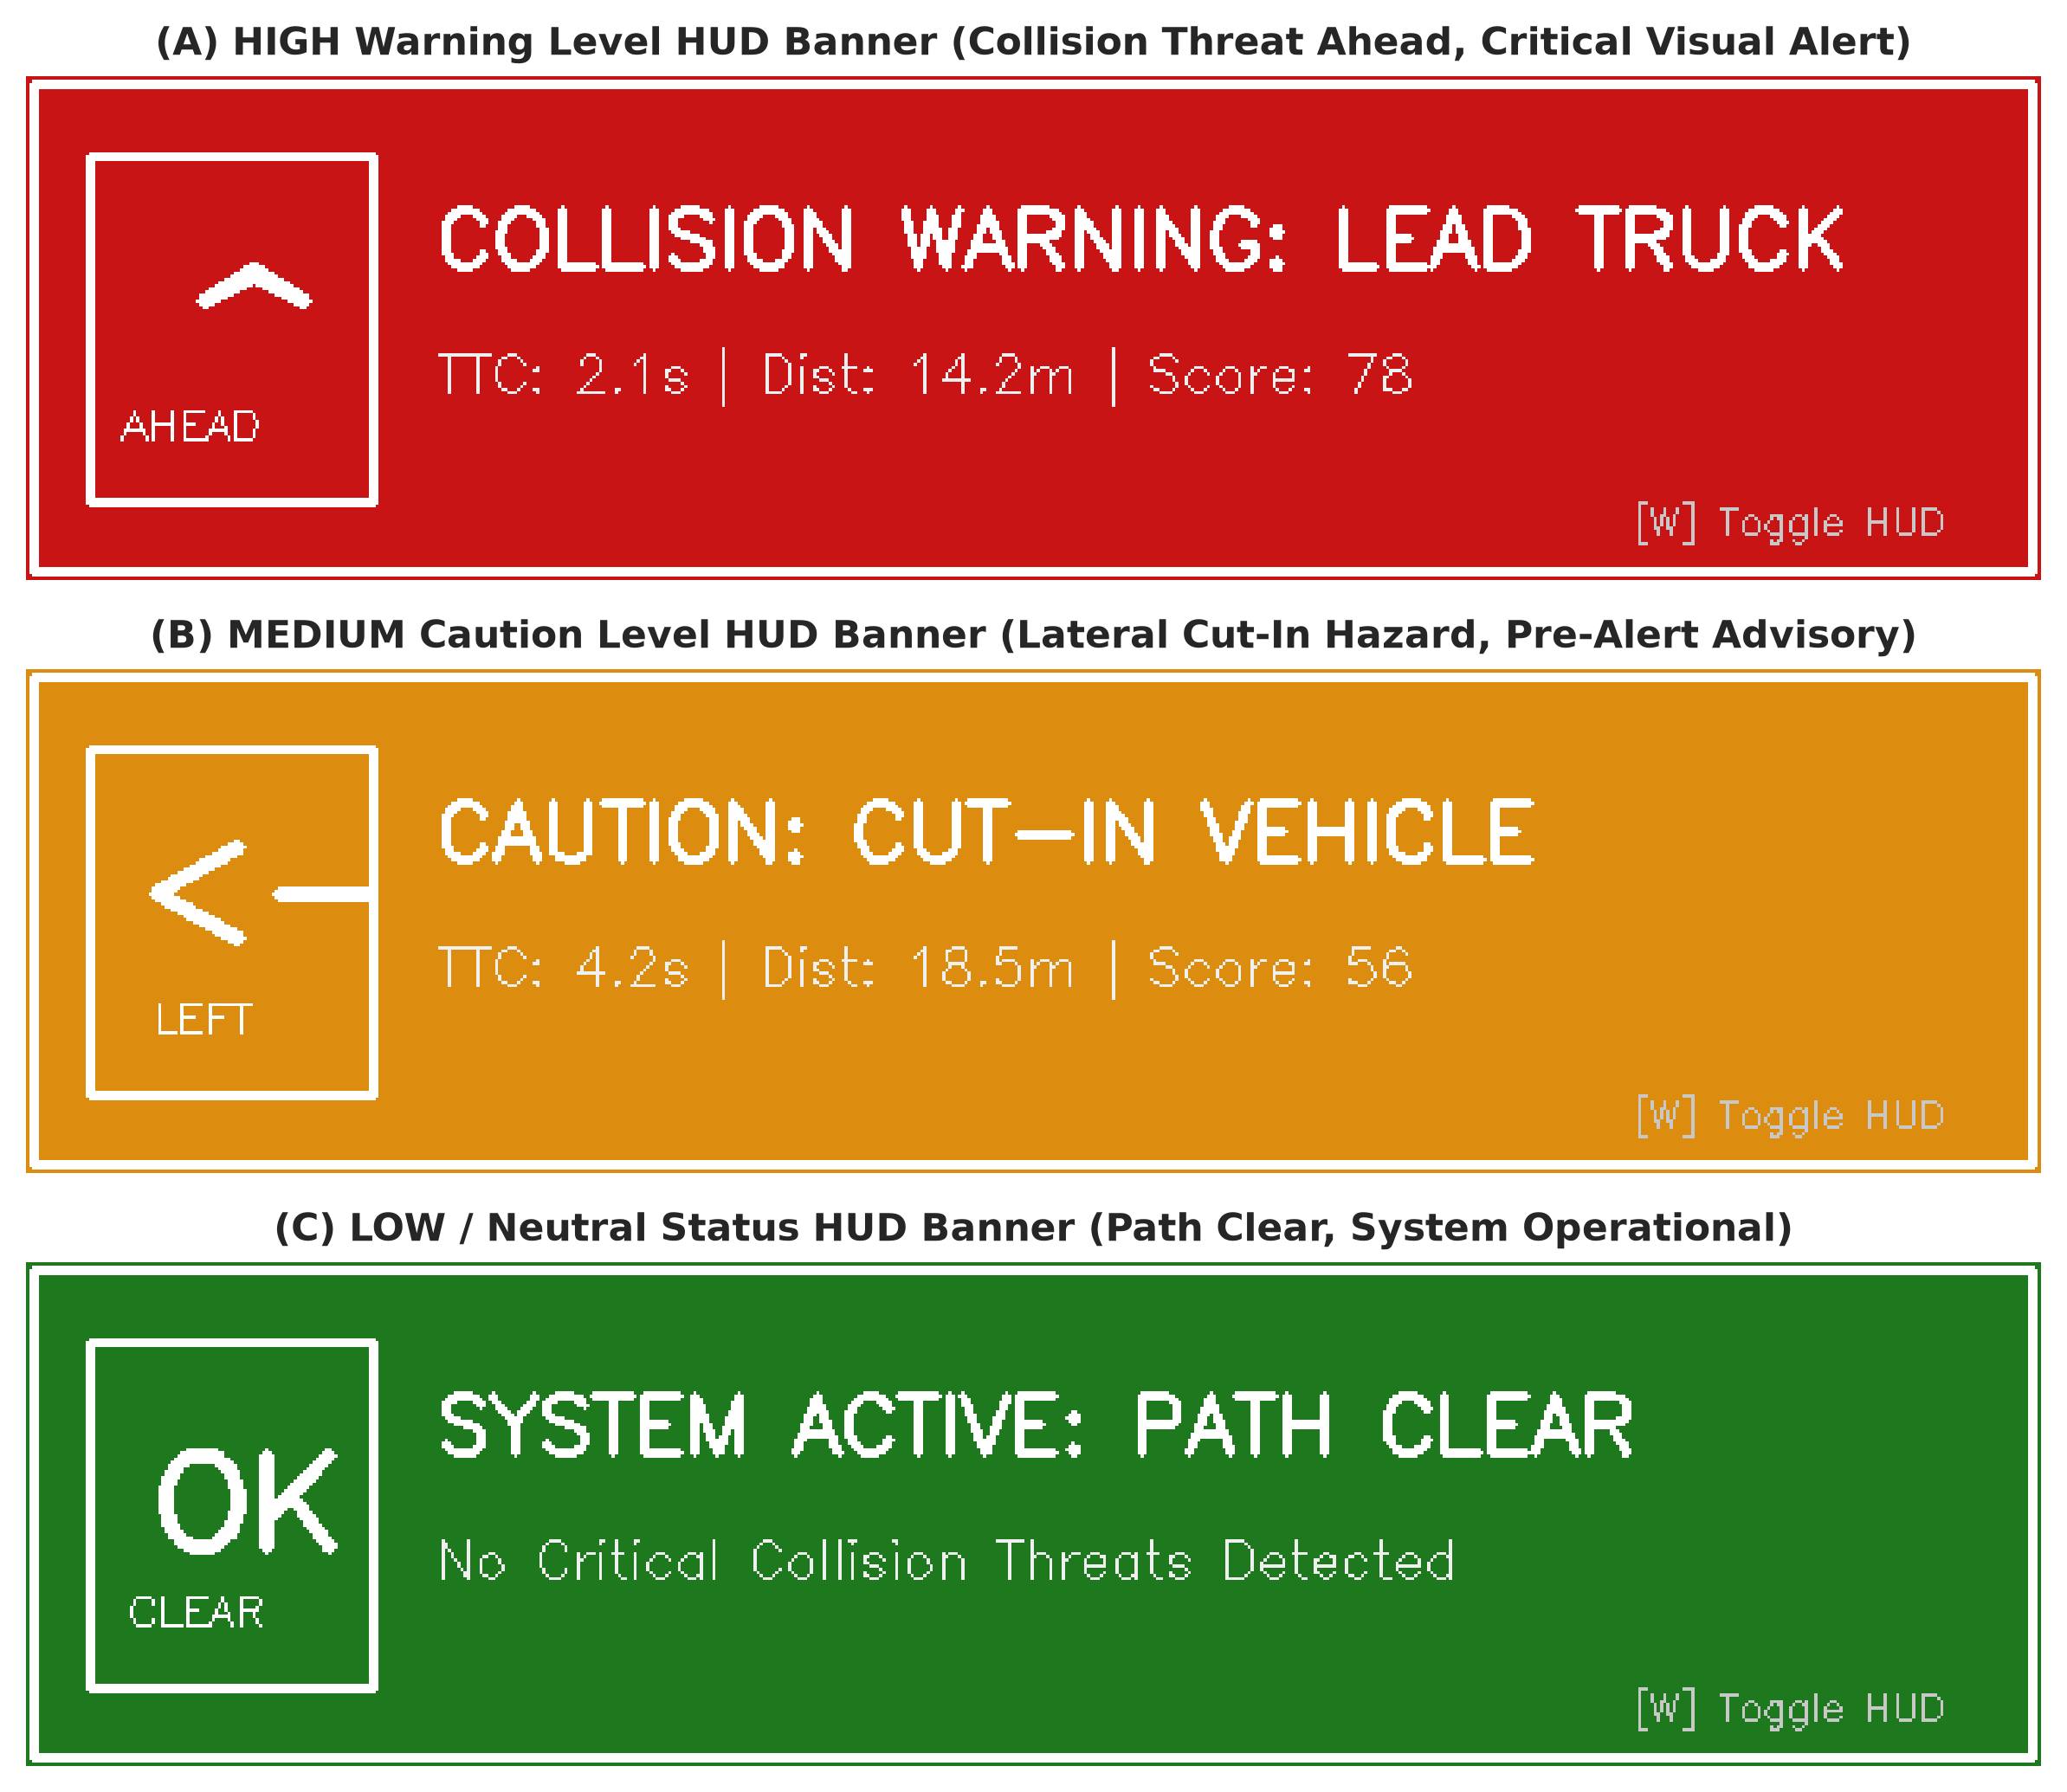 (A) HIGH Warning Level HUD Banner (Collision Threat Ahead, Critical Visual Alert)
COLLISION WARNING: LEAD TRUCK
^
TTC: 2.1s | Dist: 14.2m | Score: 78
AHEAD
[W] Toggle HUD
(B) MEDIUM Caution Level HUD Banner (Lateral Cut-In Hazard, Pre-Alert Advisory)
CAUTION: CUT-IN VEHICLE
<-
TTC: 4.2s | Dist: 18.5m | Score: 56
LEFT
[W] Toggle HUD
(C) LOW / Neutral Status HUD Banner (Path Clear, System Operational)
SYSTEM ACTIVE: PATH CLEAR
OK
No Critical Collision Threats Detected
CLEAR
[W] Toggle HUD